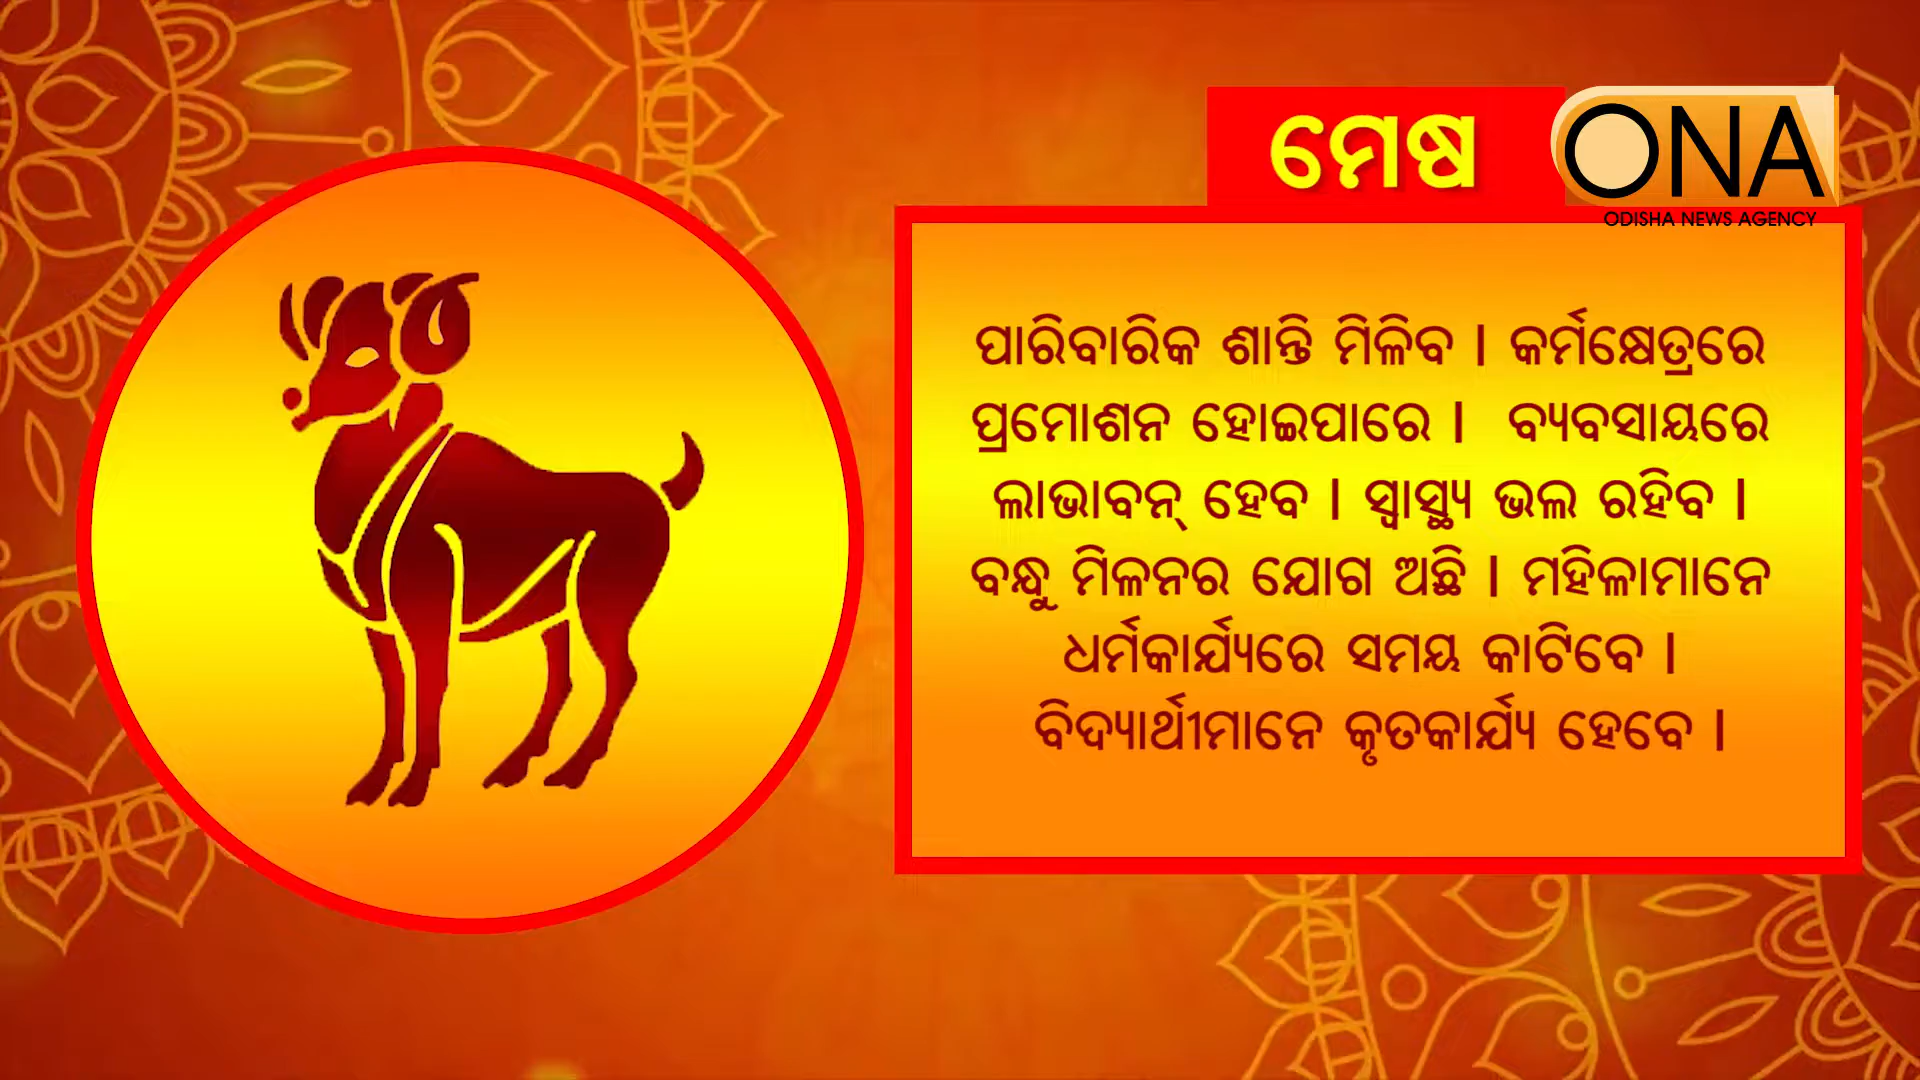 ମେଷ
ONA
ODISHA NEWS AGENCY
ପାରିବାରିକ ଶାନ୍ତି ମିଳିବ । କର୍ମକ୍ଷେତ୍ରରେ
ପ୍ରମୋଶନ ହୋଇପାରେ । ବ୍ୟବସାୟରେ
ଲାଭାବନ୍ ହେବ । ସ୍ୱାସ୍ଥ୍ୟ ଭଲ ରହିବ ।
ବନ୍ଧୁ ମିଳନର ଯୋଗ ଅଛି । ମହିଳାମାନେ
ଧର୍ମକାର୍ଯ୍ୟରେ ସମୟ କାଟିବେ ।
ବିଦ୍ୟାର୍ଥୀମାନେ କୃତକାର୍ଯ୍ୟ ହେବେ ।